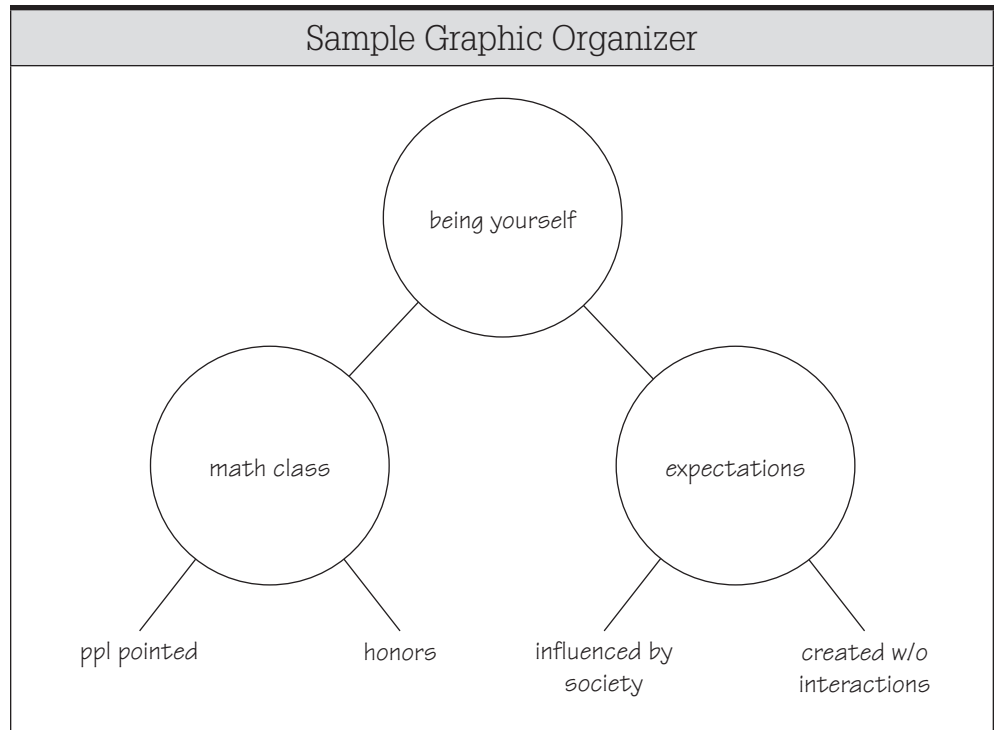 Sample Graphic Organizer
being yourself
math class
expectations
ppl pointed
honors
influenced by
society
created w/o
interactions